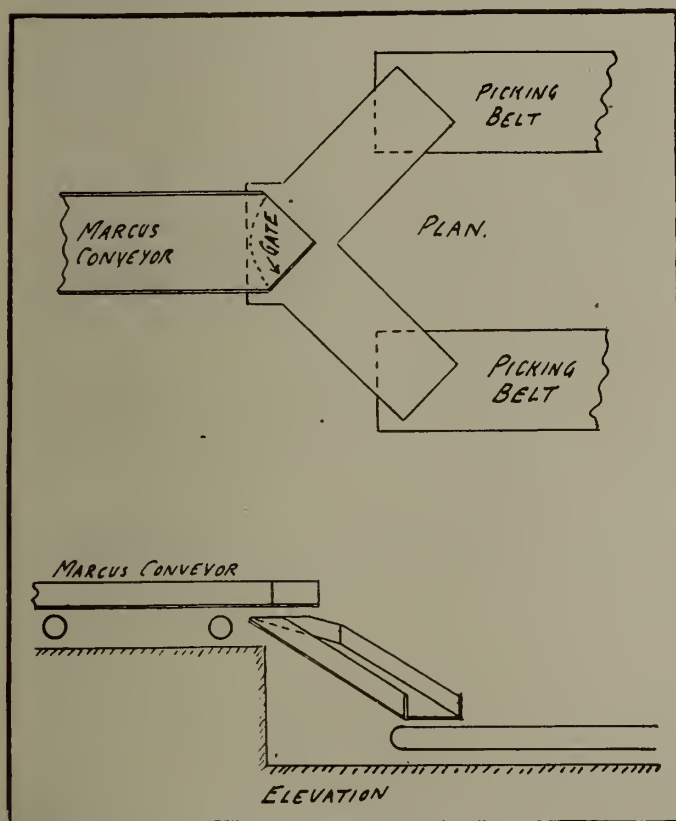 PICKING
BELT
MARCUS
CONVEYOR
GATE
PLAN.
PICKING
BELT
MARCUS CONVEYOR
ELEVATION